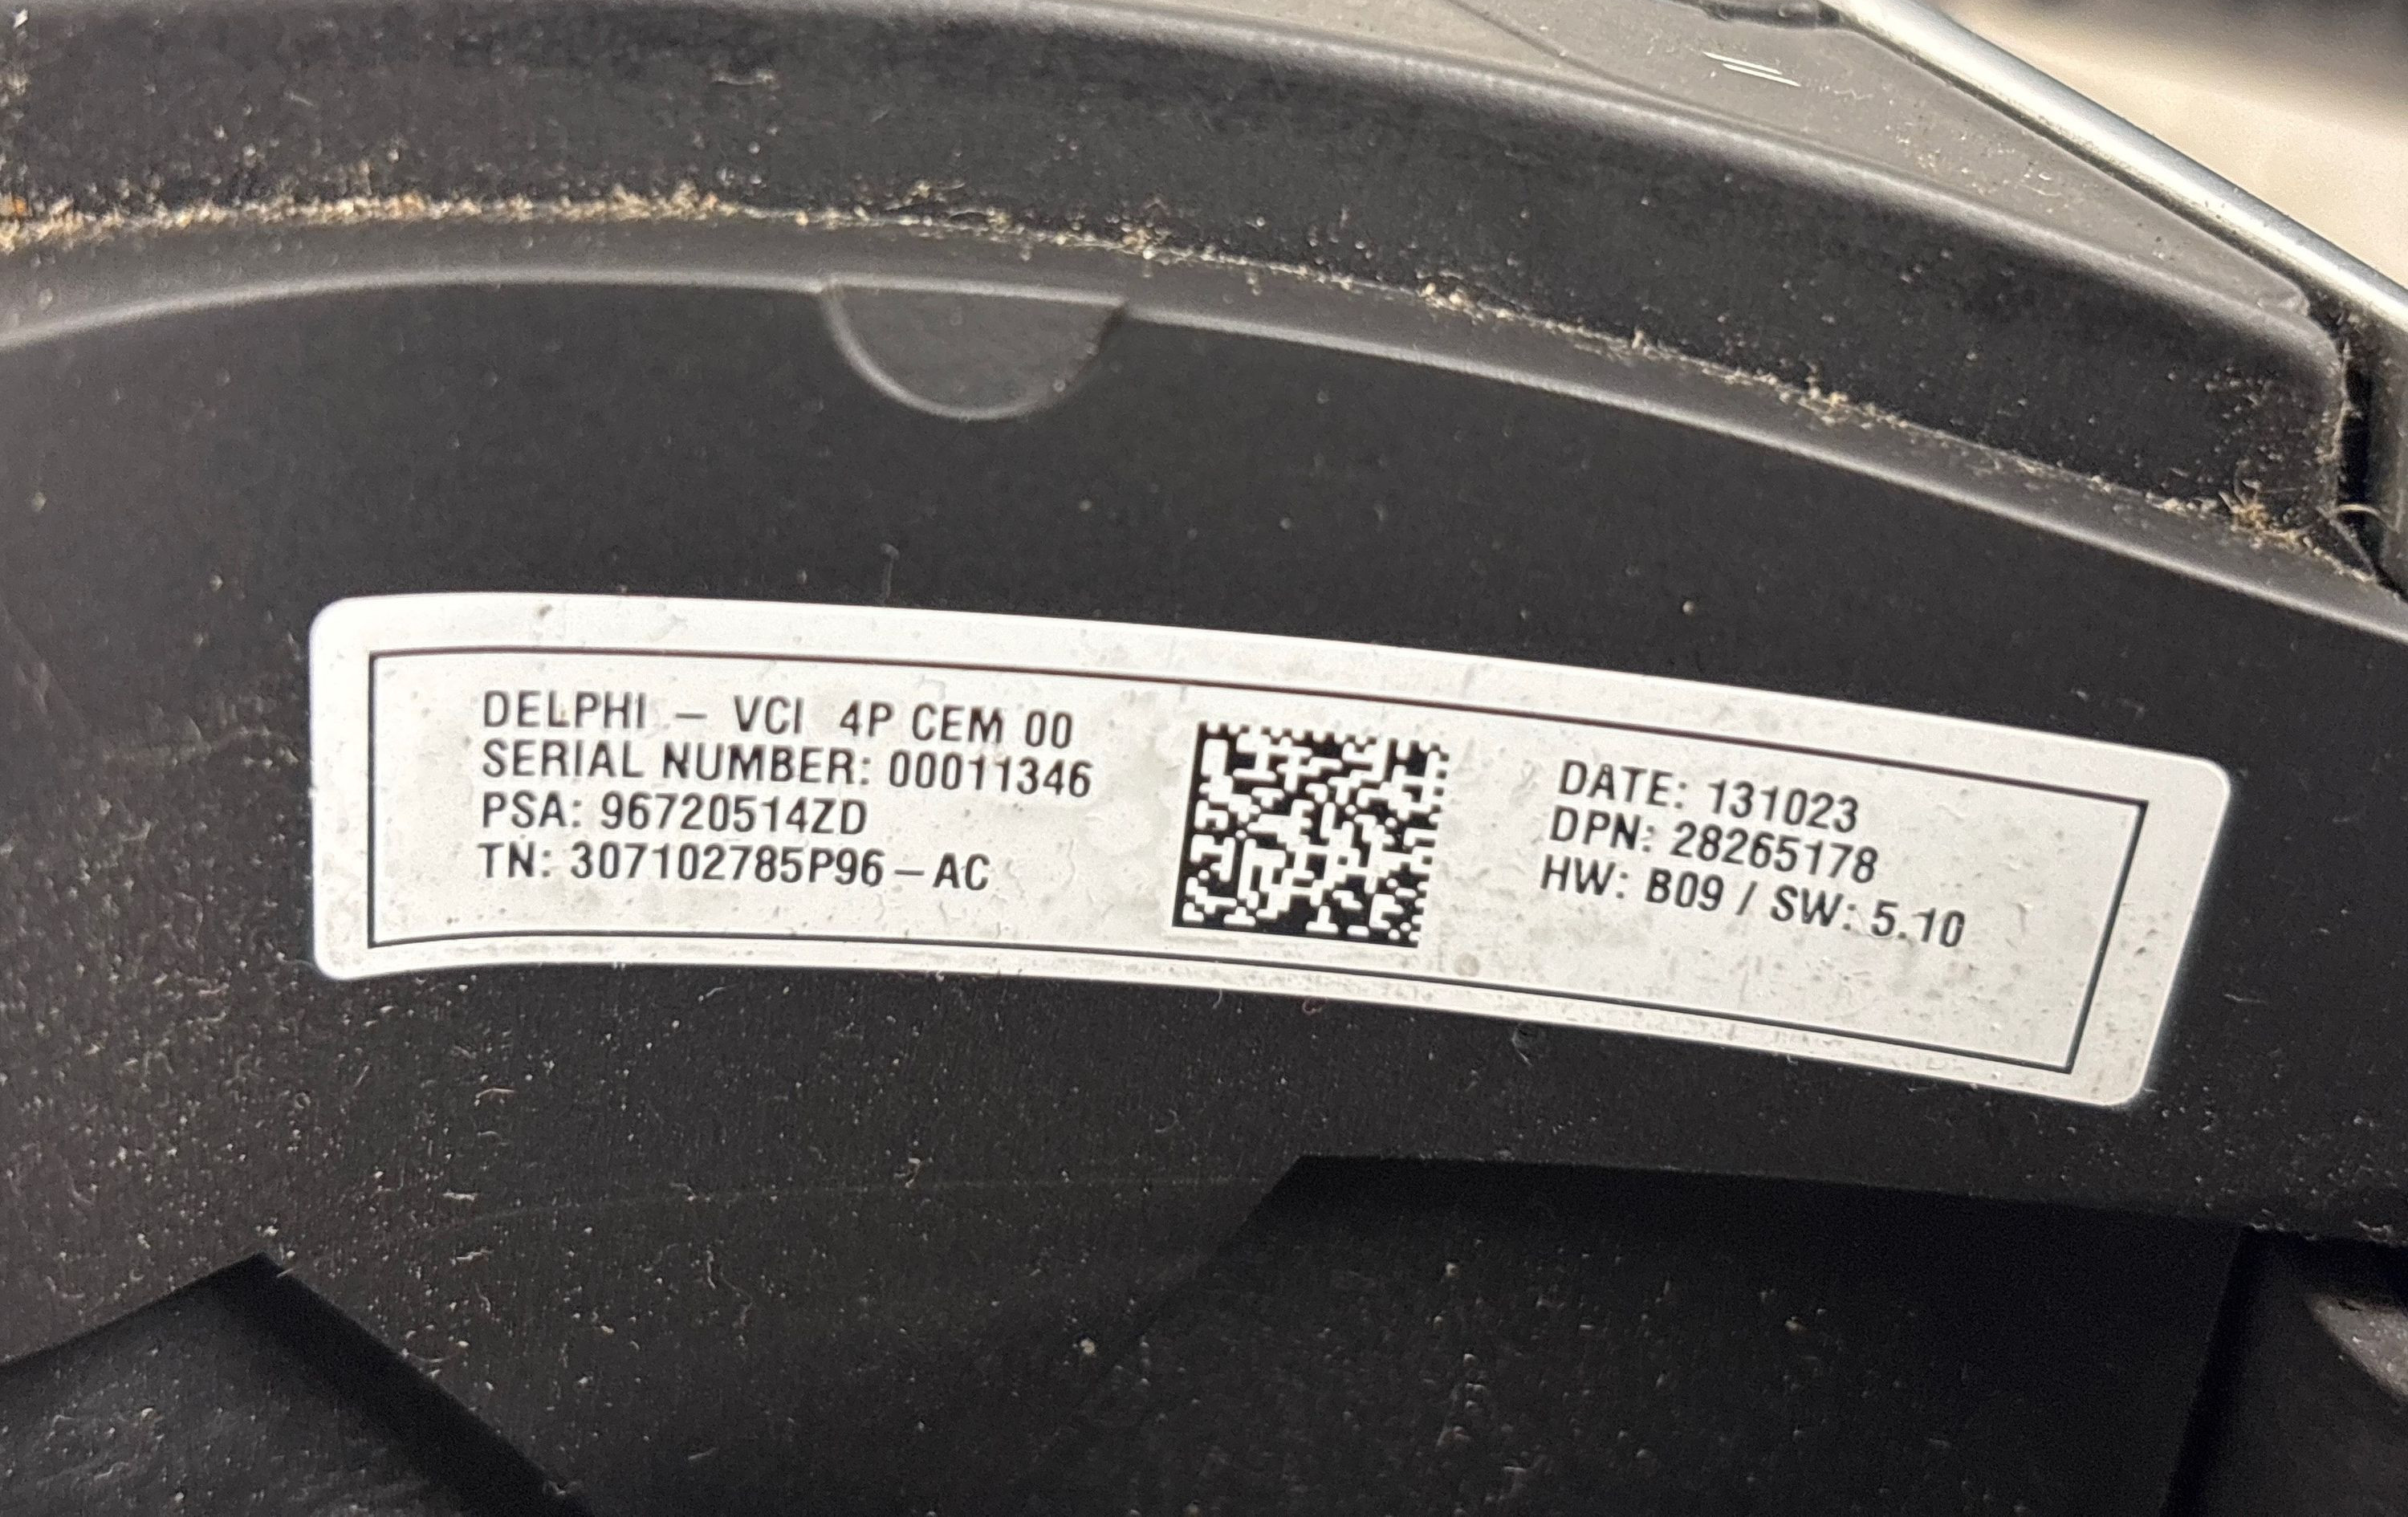 DELPHI – VCI 4P CEM 00
SERIAL NUMBER: 00011346
PSA: 96720514ZD
TN: 307102785P96–AC
DATE: 131023
DPN: 28265178
HW: B09 / SW: 5.10